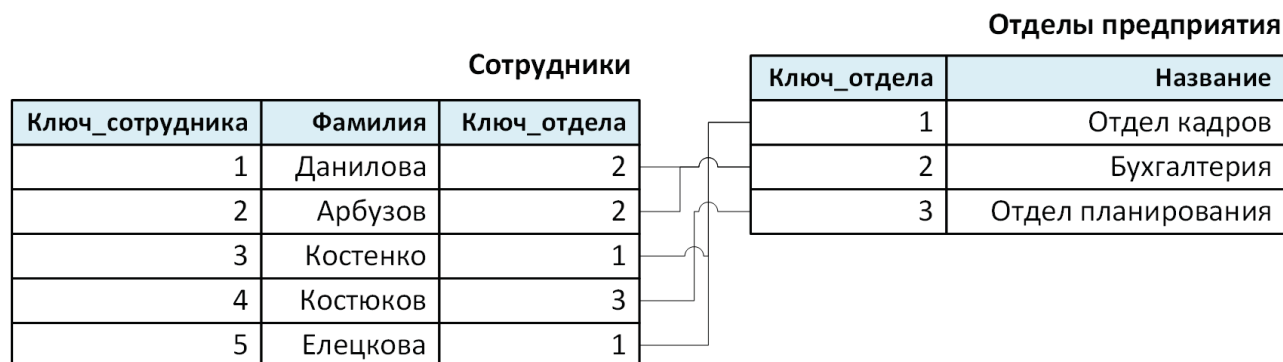 Отделы предприятия
Ключ_отдела Название
1 Отдел кадров
2 Бухгалтерия
3 Отдел планирования
Сотрудники
Ключ_сотрудника Фамилия Ключ_отдела
1 Данилова 2
2 Арбузов 2
3 Костенко 1
4 Костюков 3
5 Елецкова 1